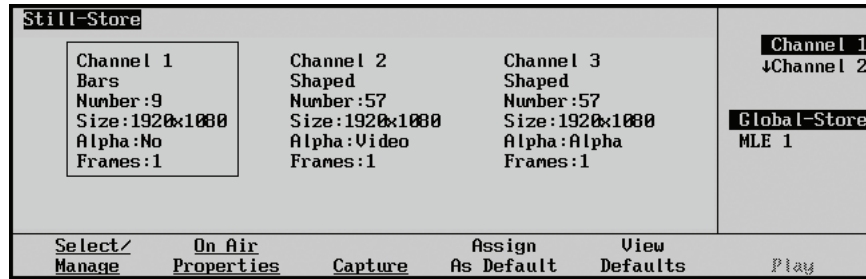 Still-Store
Channel 1
Bars
Number:9
Size:1920x1080
Alpha:No
Frames:1
Channel 2
Shaped
Number:57
Size:1920x1080
Alpha:Video
Frames:1
Channel 3
Shaped
Number:57
Size:1920x1080
Alpha:Alpha
Frames:1
Channel 1
↓Channel 2
Global-Store
MLE 1
Select/
Manage
On Air
Properties
Capture
Assign
As Default
View
Defaults
Play